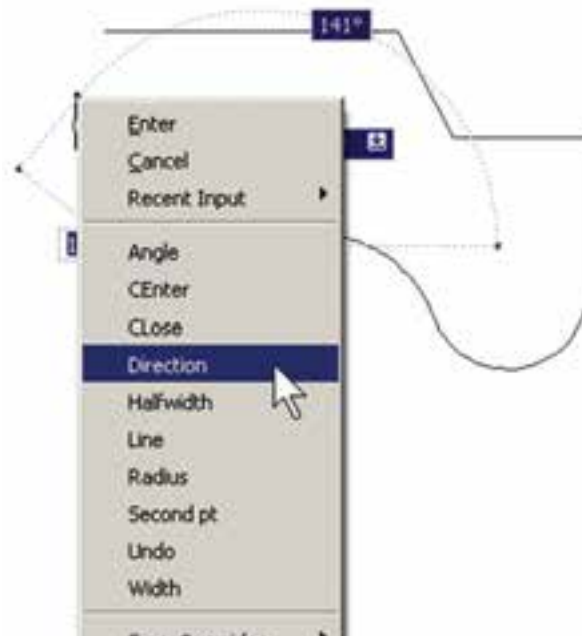 141°
Enter
Cancel
Recent Input
Angle
CEnter
CLose
Direction
Halfwidth
Line
Radius
Second pt
Undo
Width